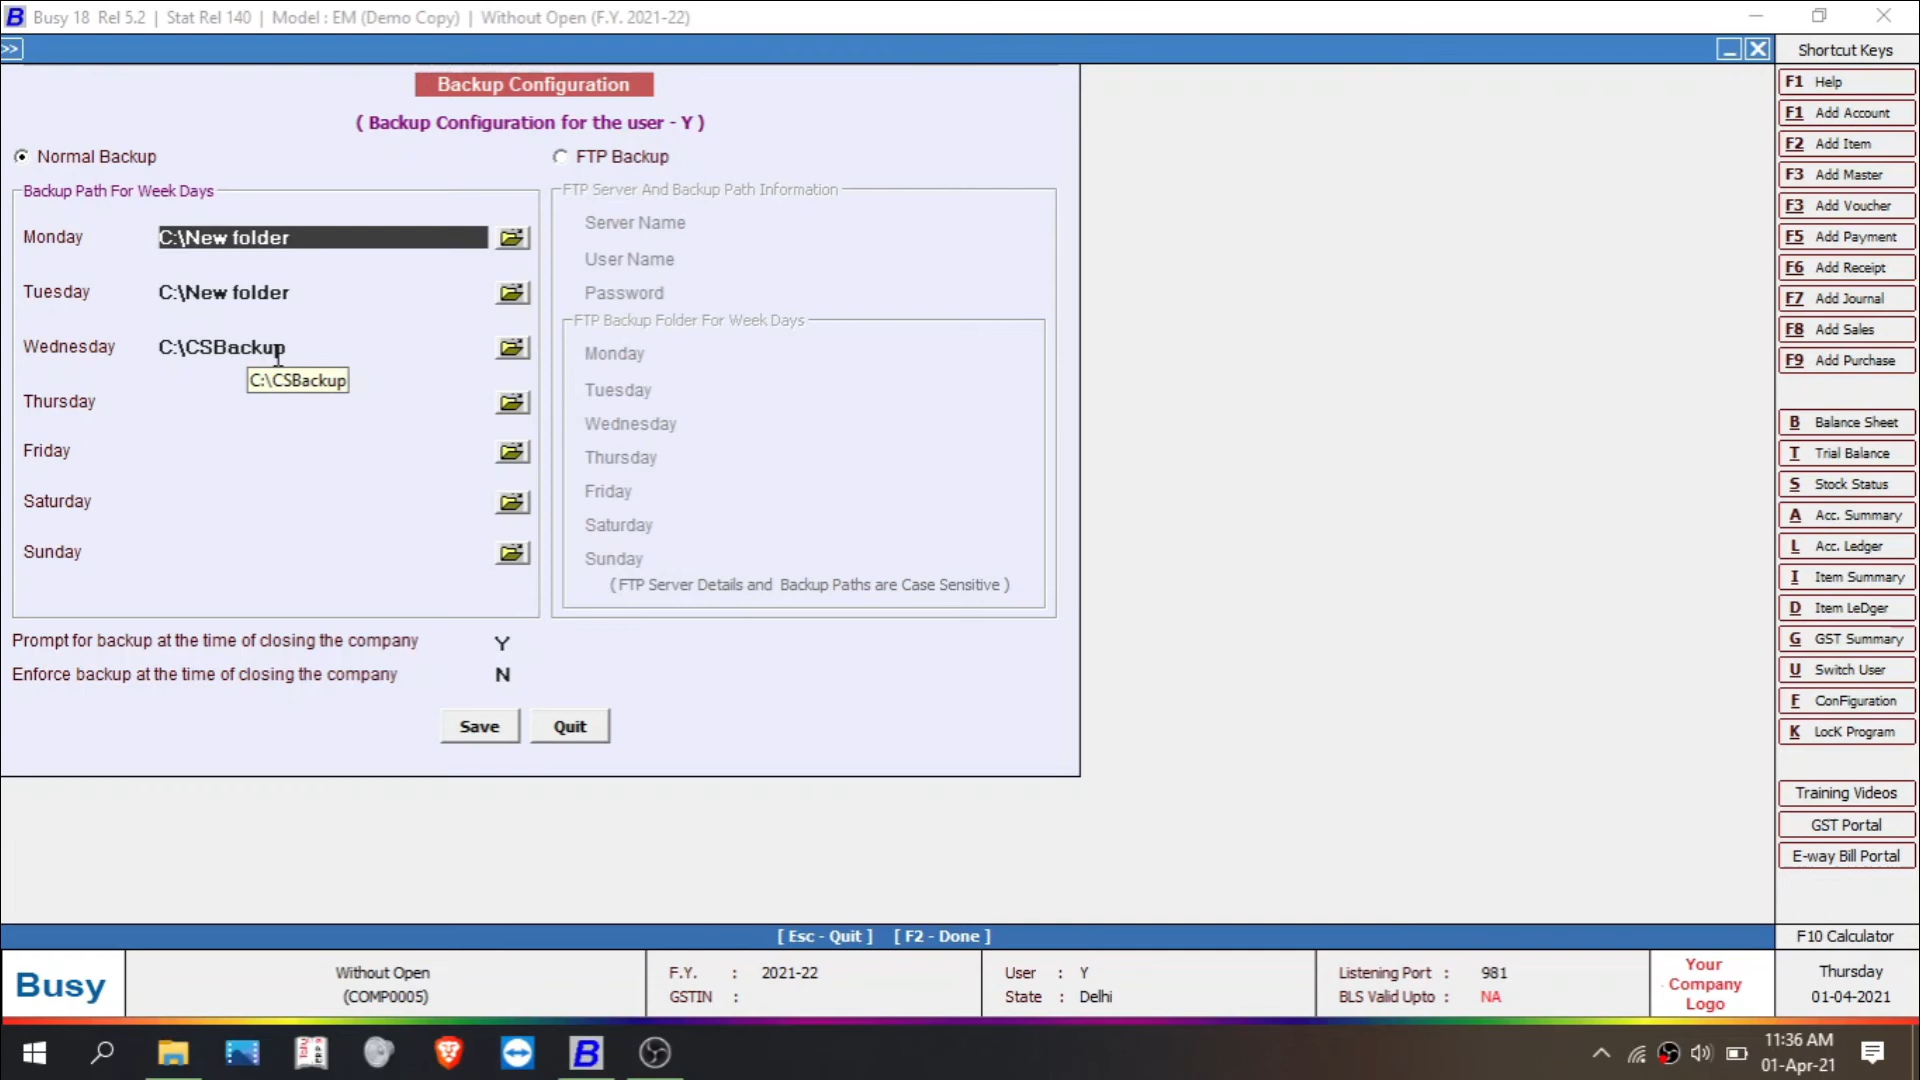 Busy 18 Rel 5.2 | Stat Rel 140 | Model : EM (Demo Copy) | Without Open (F.Y. 2021-22)
>>
Shortcut Keys
Backup Configuration
( Backup Configuration for the user - Y )
Normal Backup
FTP Backup
Backup Path For Week Days
Monday C:\New folder
Tuesday C:\New folder
Wednesday C:\CSBackup
C:\CSBackup
Thursday
Friday
Saturday
Sunday
FTP Server And Backup Path Information
Server Name
User Name
Password
FTP Backup Folder For Week Days
Monday
Tuesday
Wednesday
Thursday
Friday
Saturday
Sunday
( FTP Server Details and Backup Paths are Case Sensitive )
Prompt for backup at the time of closing the company Y
Enforce backup at the time of closing the company N
Save Quit
F1 Help
F1 Add Account
F2 Add Item
F3 Add Master
F3 Add Voucher
F5 Add Payment
F6 Add Receipt
F7 Add Journal
F8 Add Sales
F9 Add Purchase
B Balance Sheet
T Trial Balance
S Stock Status
A Acc. Summary
L Acc. Ledger
I Item Summary
D Item LeDger
G GST Summary
U Switch User
F ConFiguration
K LocK Program
Training Videos
GST Portal
E-way Bill Portal
[ Esc - Quit ] [ F2 - Done ]
F10 Calculator
Busy
Without Open
(COMP0005)
F.Y. : 2021-22
GSTIN :
User : Y
State : Delhi
Listening Port : 981
BLS Valid Upto : NA
Your
Company
Logo
Thursday
01-04-2021
11:36 AM
01-Apr-21